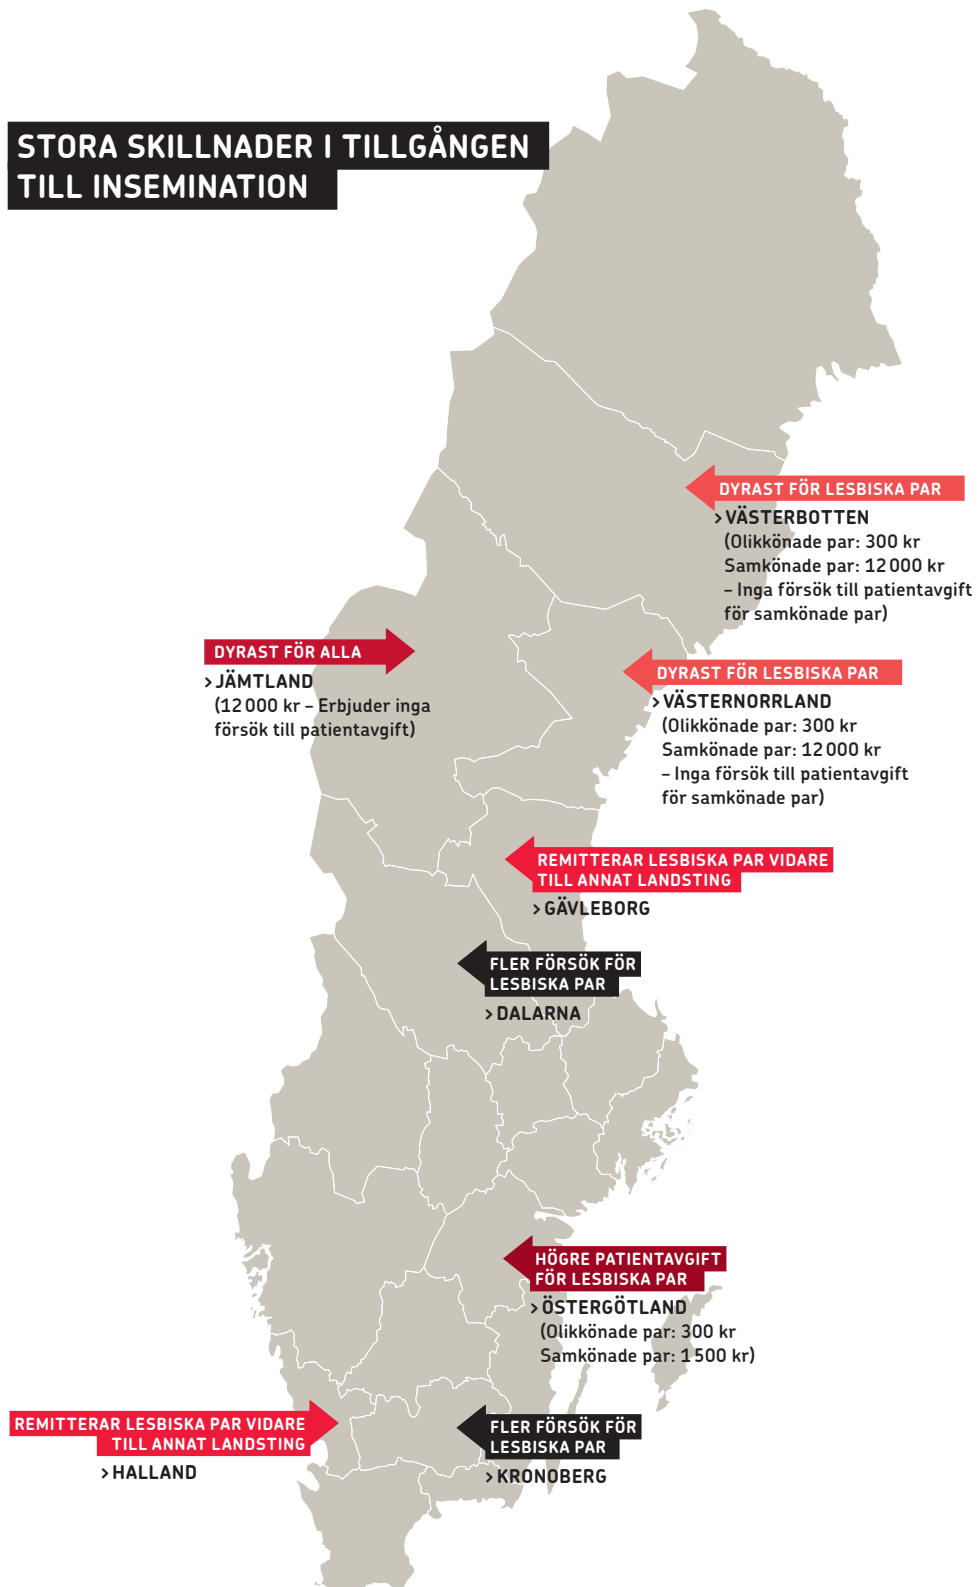 STORA SKILLNADER I TILLGÅNGEN
TILL INSEMINATION
DYRAST FÖR LESBISKA PAR
> VÄSTERBOTTEN
(Olikkönade par: 300 kr
Samkönade par: 12 000 kr
– Inga försök till patientavgift
för samkönade par)
DYRAST FÖR ALLA
> JÄMTLAND
(12 000 kr – Erbjuder inga
försök till patientavgift)
DYRAST FÖR LESBISKA PAR
> VÄSTERNORRLAND
(Olikkönade par: 300 kr
Samkönade par: 12 000 kr
– Inga försök till patientavgift
för samkönade par)
REMITTERAR LESBISKA PAR VIDARE
TILL ANNAT LANDSTING
> GÄVLEBORG
FLER FÖRSÖK FÖR
LESBISKA PAR
> DALARNA
HÖGRE PATIENTAVGIFT
FÖR LESBISKA PAR
> ÖSTERGÖTLAND
(Olikkönade par: 300 kr
Samkönade par: 1 500 kr)
REMITTERAR LESBISKA PAR VIDARE
TILL ANNAT LANDSTING
> HALLAND
FLER FÖRSÖK FÖR
LESBISKA PAR
> KRONOBERG